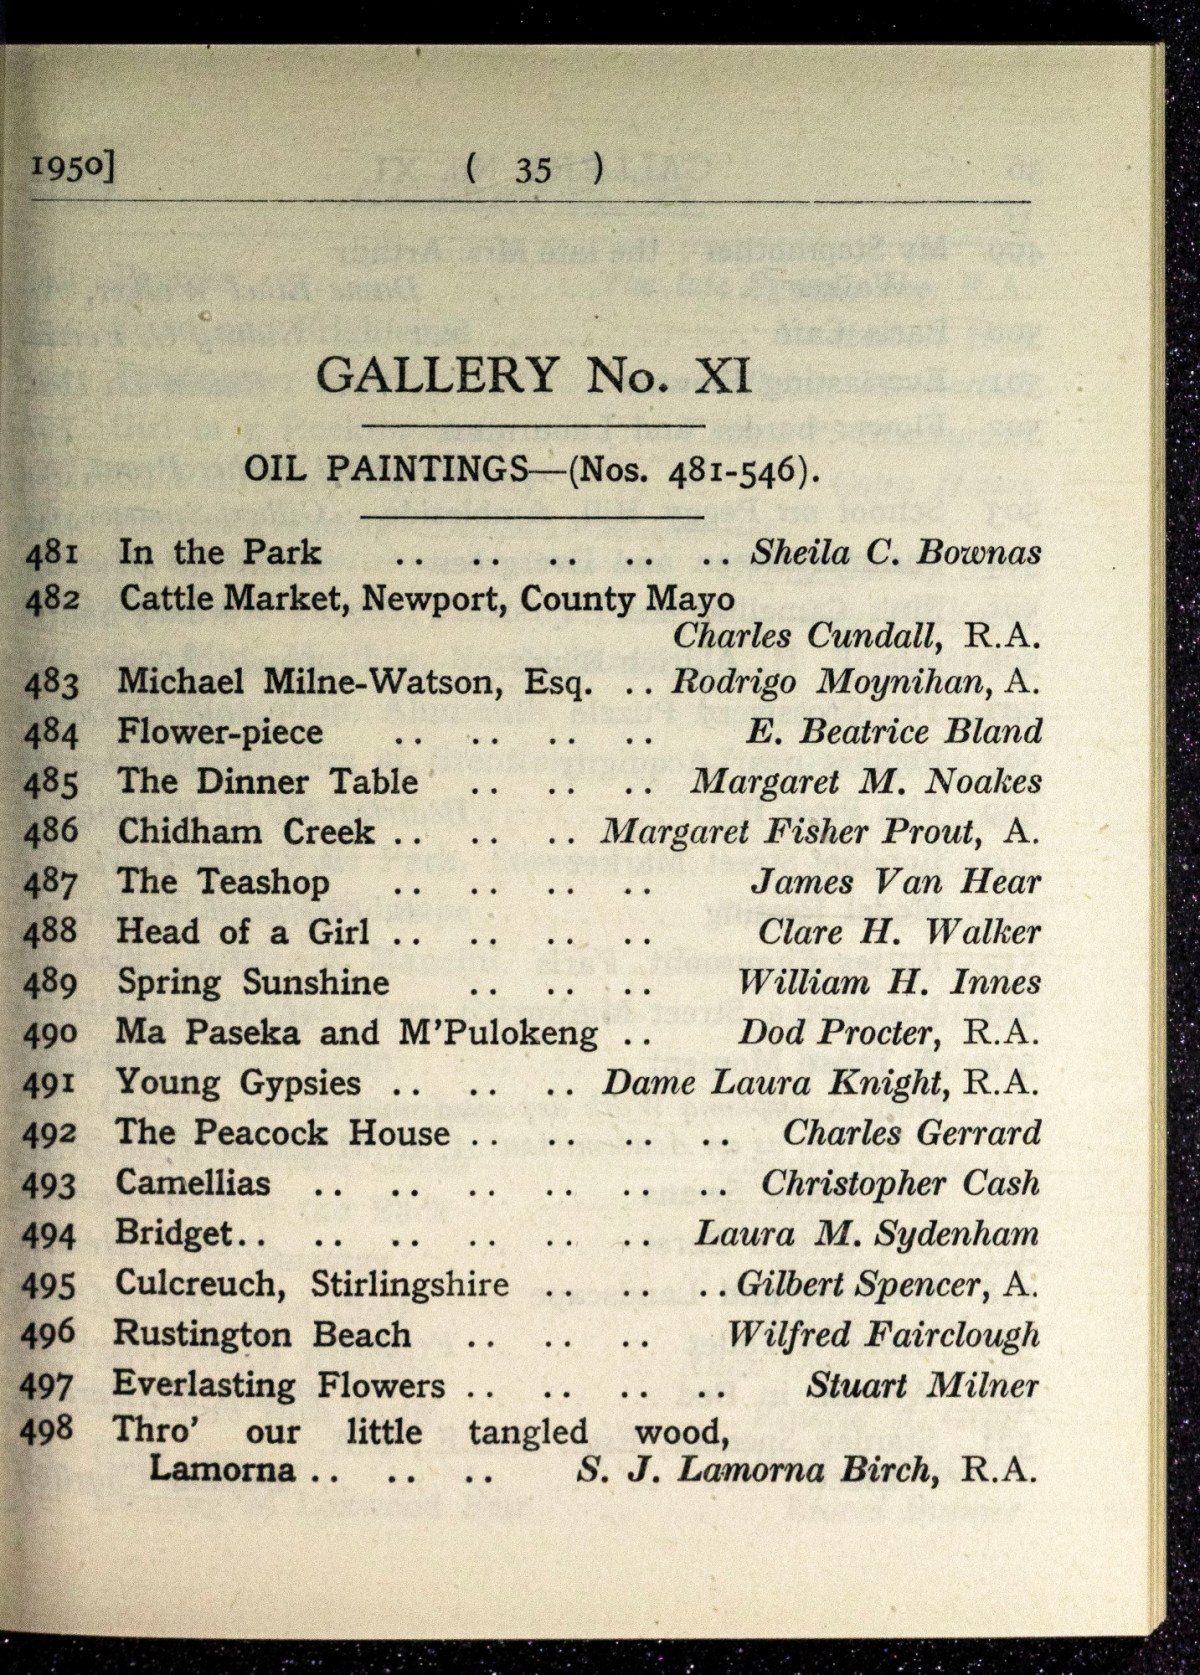 1950] ( 35 )
GALLERY No. XI
OIL PAINTINGS—(Nos. 481-546).
481 In the Park .. .. .. .. .. Sheila C. Bownas
482 Cattle Market, Newport, County Mayo
Charles Cundall, R.A.
483 Michael Milne-Watson, Esq. .. Rodrigo Moynihan, A.
484 Flower-piece .. .. .. .. E. Beatrice Bland
485 The Dinner Table .. .. .. Margaret M. Noakes
486 Chidham Creek .. .. .. Margaret Fisher Prout, A.
487 The Teashop .. .. .. .. James Van Hear
488 Head of a Girl .. .. .. .. Clare H. Walker
489 Spring Sunshine .. .. .. William H. Innes
490 Ma Paseka and M'Pulokeng .. Dod Procter, R.A.
491 Young Gypsies .. .. .. Dame Laura Knight, R.A.
492 The Peacock House .. .. .. .. Charles Gerrard
493 Camellias .. .. .. .. .. .. Christopher Cash
494 Bridget .. .. .. .. .. .. Laura M. Sydenham
495 Culcreuch, Stirlingshire .. .. .. Gilbert Spencer, A.
496 Rustington Beach .. .. .. Wilfred Fairclough
497 Everlasting Flowers .. .. .. .. Stuart Milner
498 Thro' our little tangled wood,
Lamorna .. .. .. S. J. Lamorna Birch, R.A.